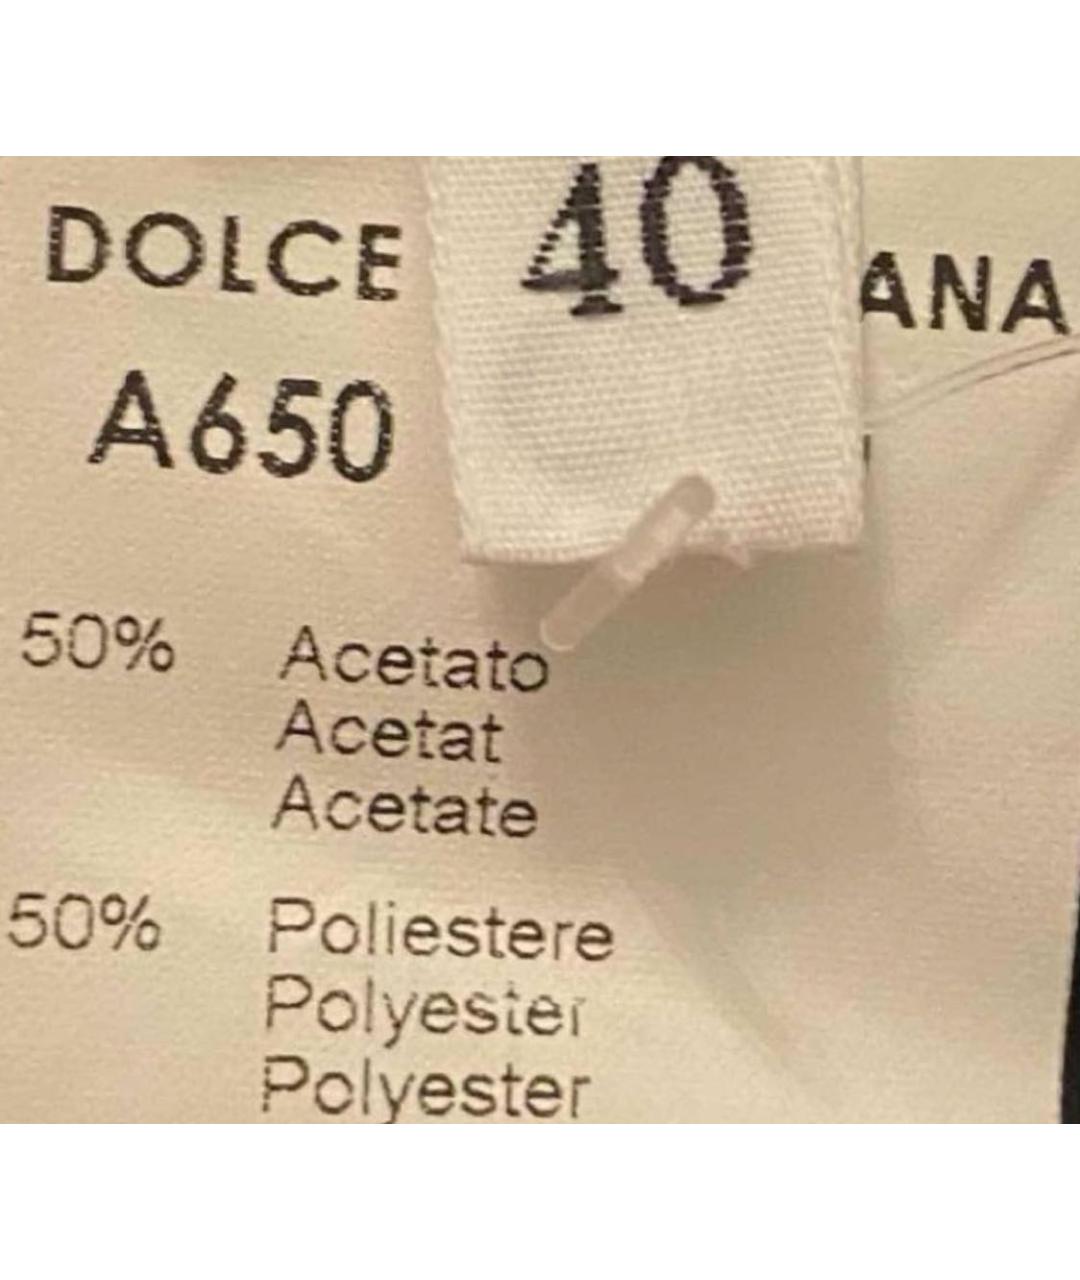 DOLCE
40
ANA
A650
50% Acetato
Acetat
Acetate
50% Poliestere
Polyester
Polyester